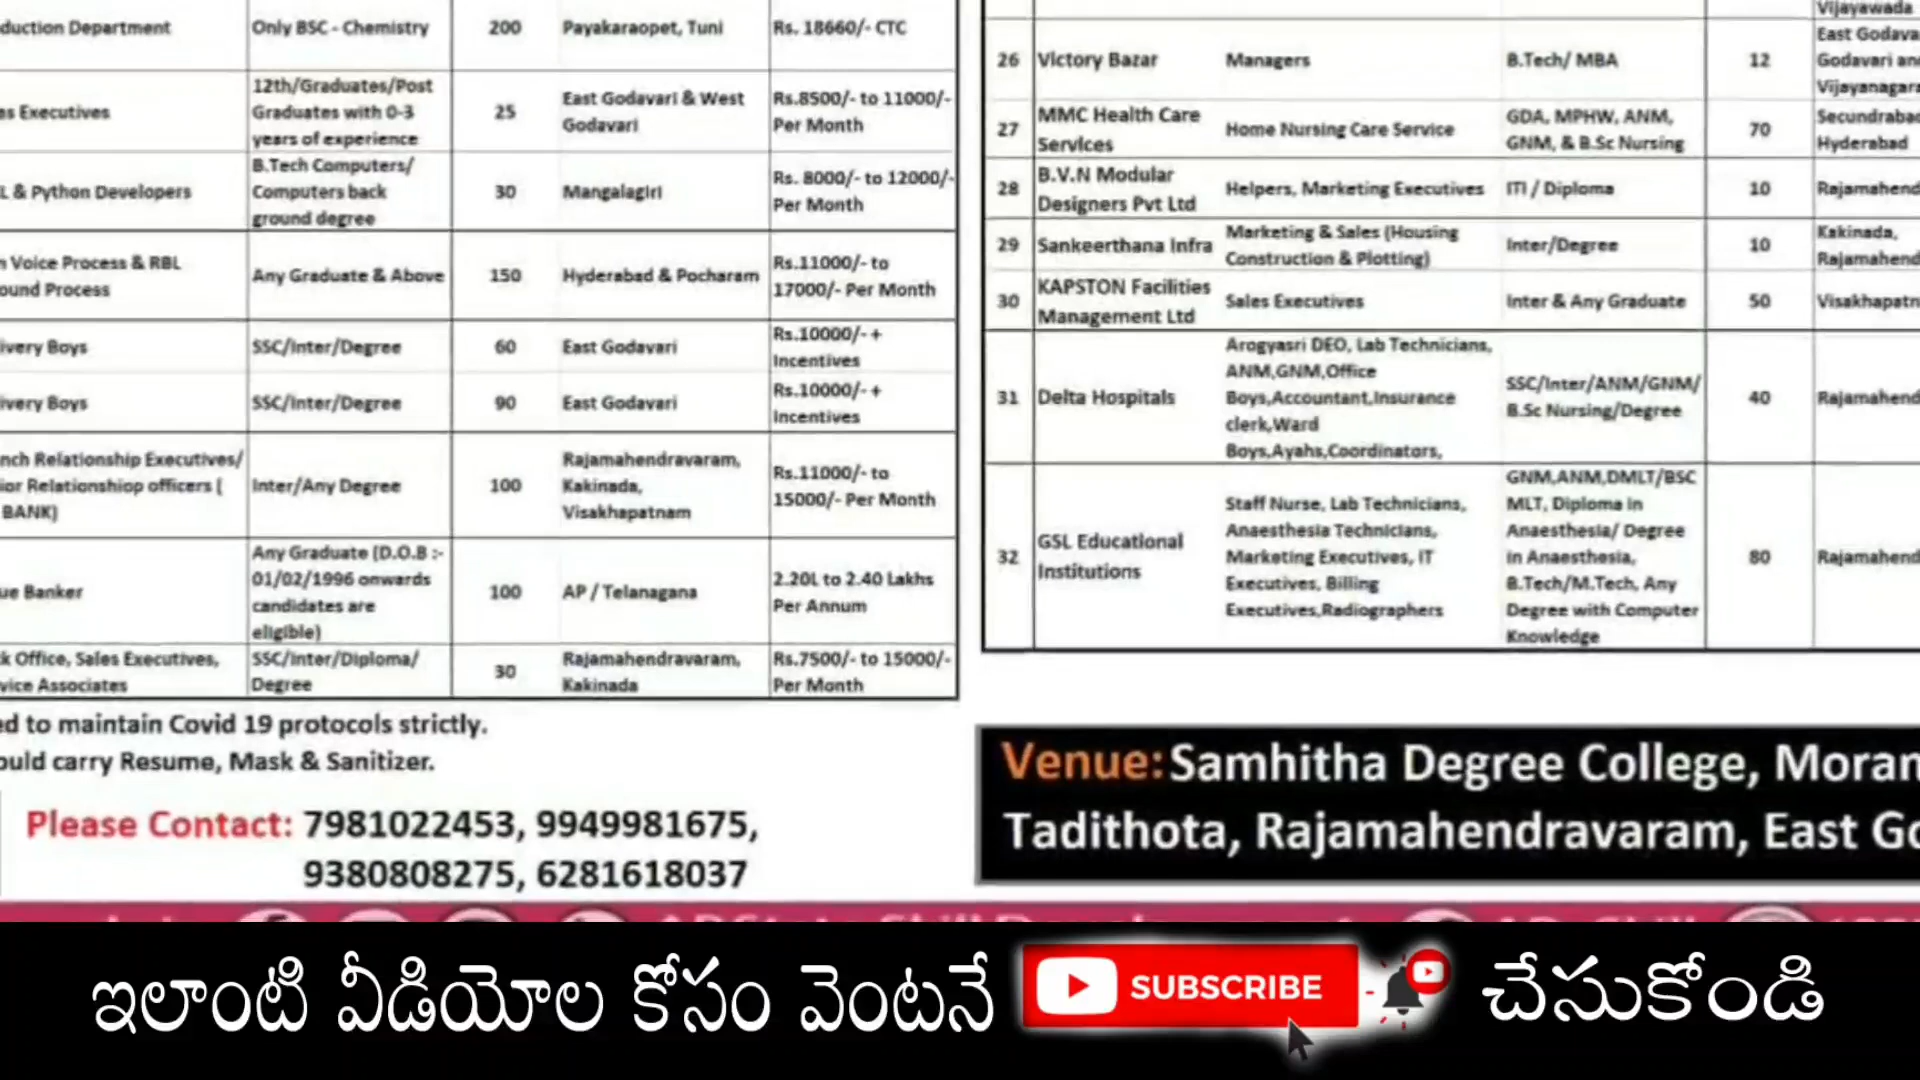 duction Department Only BSC - Chemistry 200 Payakaraopet, Tuni Rs. 18660/- CTC
as Executives 12th/Graduates/Post
Graduates with 0-3
years of experience 25 East Godavari & West
Godavari Rs.8500/- to 11000/-
Per Month
L & Python Developers B.Tech Computers/
Computers back
ground degree 30 Mangalagiri Rs. 8000/- to 12000/-
Per Month
n Voice Process & RBL
ound Process Any Graduate & Above 150 Hyderabad & Pocharam Rs.11000/- to
17000/- Per Month
ivery Boys SSC/Inter/Degree 60 East Godavari Rs.10000/- +
Incentives
ivery Boys SSC/Inter/Degree 90 East Godavari Rs.10000/- +
Incentives
nch Relationship Executives/
ior Relationshiop officers (
BANK) Inter/Any Degree 100 Rajamahendravaram,
Kakinada,
Visakhapatnam Rs.11000/- to
15000/- Per Month
ue Banker Any Graduate (D.O.B :-
01/02/1996 onwards
candidates are
eligible) 100 AP / Telanagana 2.20L to 2.40 Lakhs
Per Annum
k Office, Sales Executives,
vice Associates SSC/Inter/Diploma/
Degree 30 Rajamahendravaram,
Kakinada Rs.7500/- to 15000/-
Per Month
ed to maintain Covid 19 protocols strictly.
ould carry Resume, Mask & Sanitizer.
Please Contact: 7981022453, 9949981675,
9380808275, 6281618037
Vijayawada
26 Victory Bazar Managers B.Tech/ MBA 12 East Godava
Godavari and
Vijayanagara
27 MMC Health Care
Services Home Nursing Care Service GDA, MPHW, ANM,
GNM, & B.Sc Nursing 70 Secundrabad
Hyderabad
28 B.V.N Modular
Designers Pvt Ltd Helpers, Marketing Executives ITI / Diploma 10 Rajamahend
29 Sankeerthana Infra Marketing & Sales (Housing
Construction & Plotting) Inter/Degree 10 Kakinada,
Rajamahend
30 KAPSTON Facilities
Management Ltd Sales Executives Inter & Any Graduate 50 Visakhapatn
31 Delta Hospitals Arogyasri DEO, Lab Technicians,
ANM,GNM,Office
Boys,Accountant,Insurance
clerk,Ward
Boys,Ayahs,Coordinators, SSC/Inter/ANM/GNM/
B.Sc Nursing/Degree 40 Rajamahend
32 GSL Educational
Institutions Staff Nurse, Lab Technicians,
Anaesthesia Technicians,
Marketing Executives, IT
Executives, Billing
Executives,Radiographers GNM,ANM,DMLT/BSC
MLT, Diploma in
Anaesthesia/ Degree
in Anaesthesia,
B.Tech/M.Tech, Any
Degree with Computer
Knowledge 80 Rajamahend
Venue: Samhitha Degree College, Moram
Tadithota, Rajamahendravaram, East Go
ఇలాంటి వీడియోల కోసం వెంటనే SUBSCRIBE చేసుకోండి